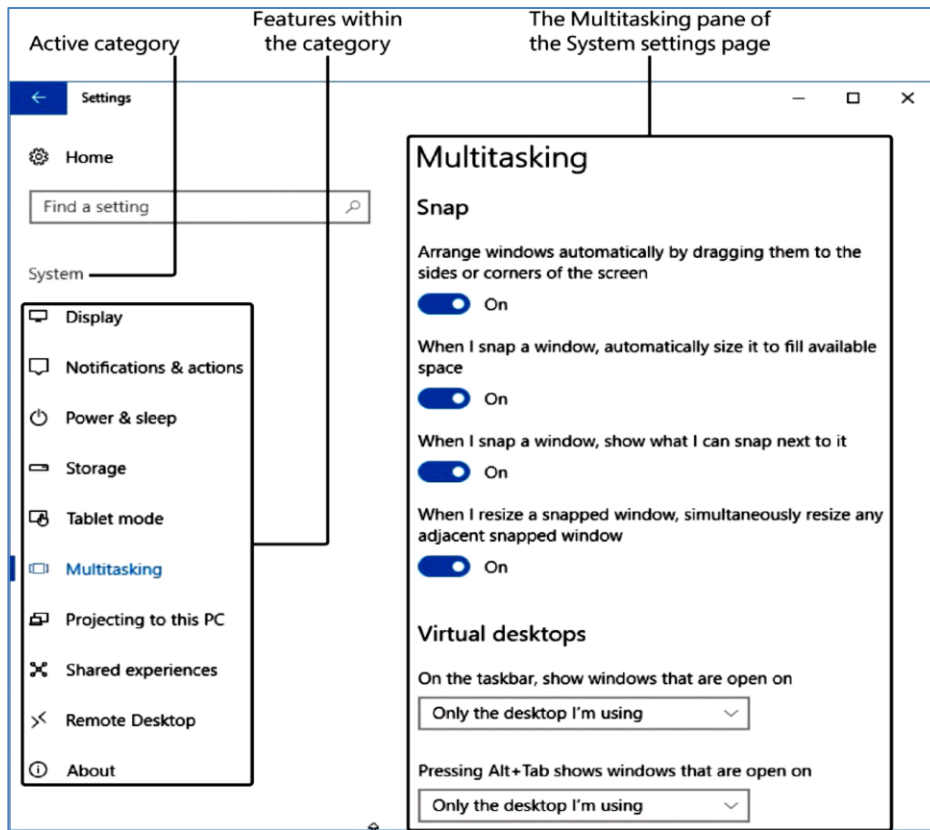 Active category
Features within
the category
The Multitasking pane of
the System settings page
Settings
Home
Find a setting
System
Display
Notifications & actions
Power & sleep
Storage
Tablet mode
Multitasking
Projecting to this PC
Shared experiences
Remote Desktop
About
Multitasking
Snap
Arrange windows automatically by dragging them to the
sides or corners of the screen
On
When I snap a window, automatically size it to fill available
space
On
When I snap a window, show what I can snap next to it
On
When I resize a snapped window, simultaneously resize any
adjacent snapped window
On
Virtual desktops
On the taskbar, show windows that are open on
Only the desktop I'm using
Pressing Alt+Tab shows windows that are open on
Only the desktop I'm using